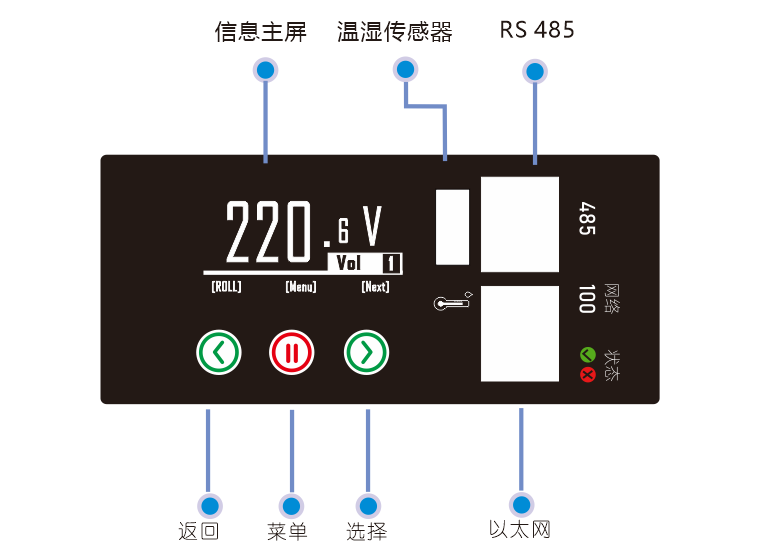 信息主屏
温湿传感器
RS 485
220.6 V
Vol 1
[ROLL]
[Menu]
[Next]
485
100
网络
状态
返回
菜单
选择
以太网